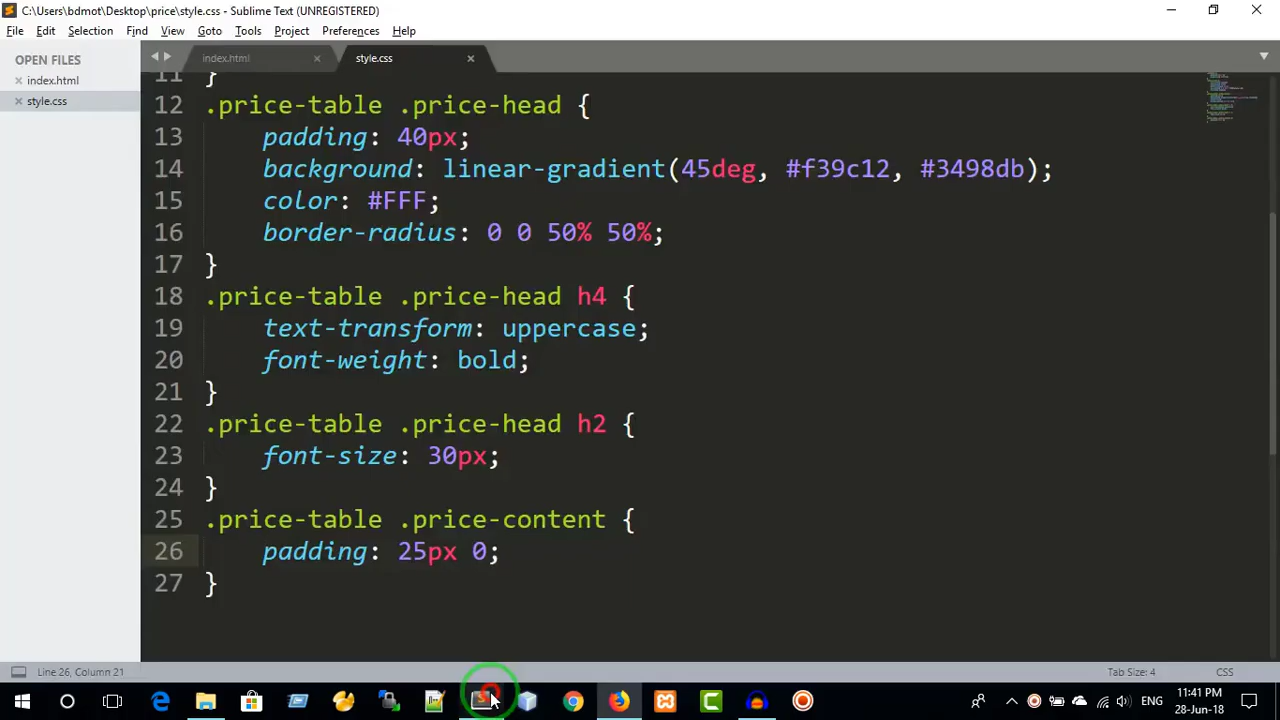 C:\Users\bdmot\Desktop\price\style.css - Sublime Text (UNREGISTERED)
File Edit Selection Find View Goto Tools Project Preferences Help
OPEN FILES
index.html
style.css
index.html
style.css
11 }
12 .price-table .price-head {
13 padding: 40px;
14 background: linear-gradient(45deg, #f39c12, #3498db);
15 color: #FFF;
16 border-radius: 0 0 50% 50%;
17 }
18 .price-table .price-head h4 {
19 text-transform: uppercase;
20 font-weight: bold;
21 }
22 .price-table .price-head h2 {
23 font-size: 30px;
24 }
25 .price-table .price-content {
26 padding: 25px 0;
27 }
Line 26, Column 21
Tab Size: 4
CSS
ENG
11:41 PM
28-Jun-18